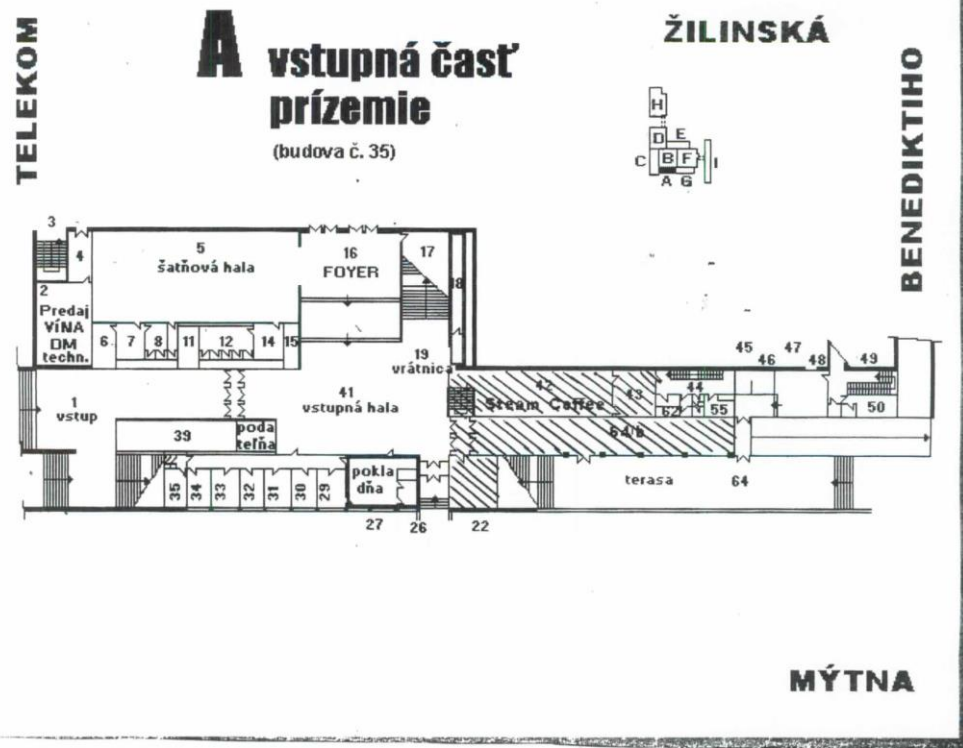 TELEKOM
A vstupná časť
prízemie
(budova č. 35)
ŽILINSKÁ
BENEDIKTIHO
H
D E
C B F I
A G
3
4
5
šatňová hala
16
FOYER
17
18
2
Predaj
VÍNA
DM
techn.
6 7 8 11 12 14 15
19
vrátnica
45 47
46 48 49
1
vstup
41
vstupná hala
42 43 44
Steam Coffee
62 55 50
39
poda
teľňa
64/b
35 34 33 32 31 30 29
pokla
dňa
terasa 64
27 26 22
MÝTNA